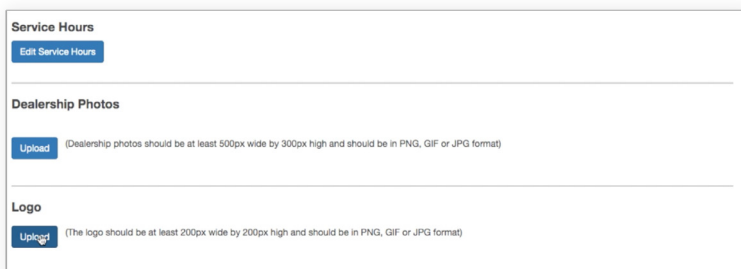 Service Hours
Edit Service Hours
Dealership Photos
Upload (Dealership photos should be at least 500px wide by 300px high and should be in PNG, GIF or JPG format)
Logo
Upload (The logo should be at least 200px wide by 200px high and should be in PNG, GIF or JPG format)